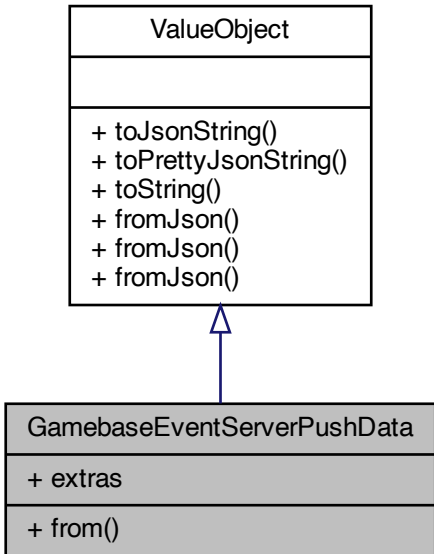 ValueObject
+ toJsonString()
+ toPrettyJsonString()
+ toString()
+ fromJson()
+ fromJson()
+ fromJson()
GamebaseEventServerPushData
+ extras
+ from()